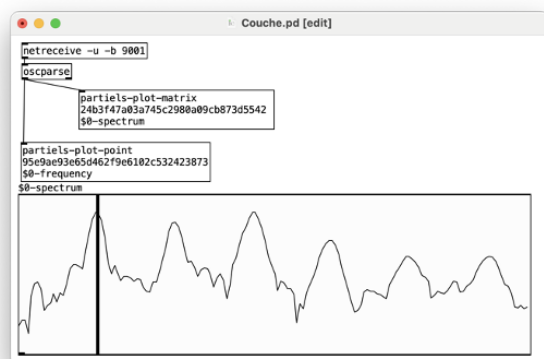 Couche.pd [edit]
netreceive -u -b 9001
oscparse
partiels-plot-matrix
24b3f47a03a745c2980a09cb873d5542
$0-spectrum
partiels-plot-point
95e9ae93e65d462f9e6102c532423873
$0-frequency
$0-spectrum